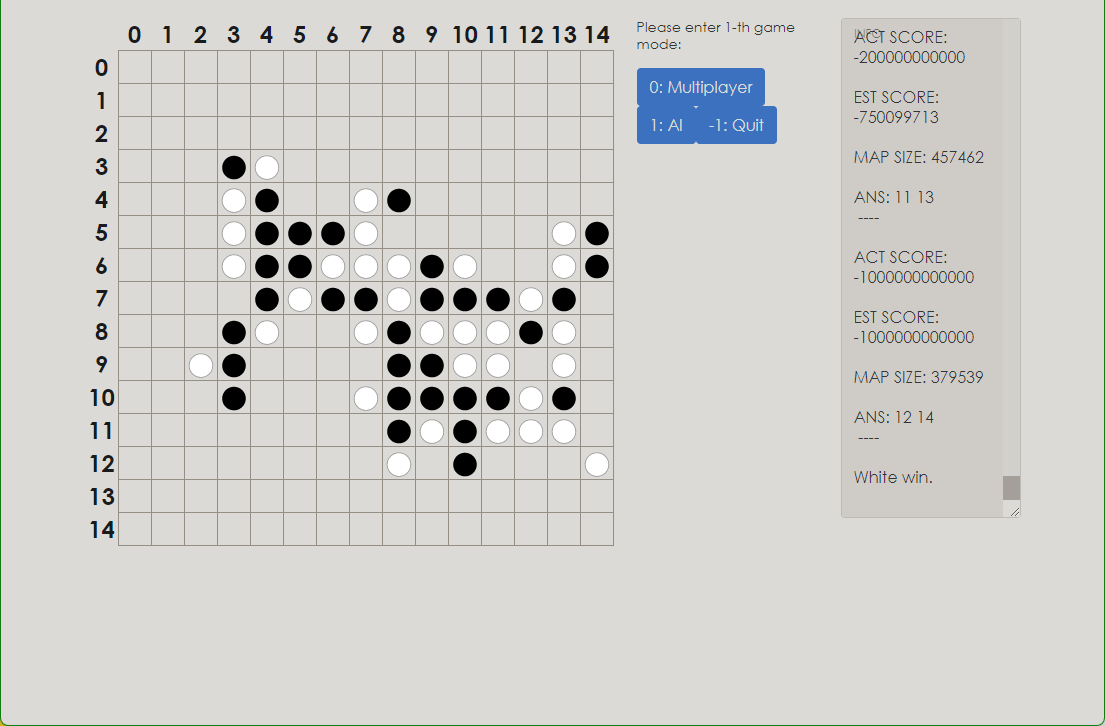 0 1 2 3 4 5 6 7 8 9 10 11 12 13 14
0
1
2
3
4
5
6
7
8
9
10
11
12
13
14
Please enter 1-th game
mode:
0: Multiplayer
1: AI
-1: Quit
INFO
ACT SCORE:
-200000000000
EST SCORE:
-750099713
MAP SIZE: 457462
ANS: 11 13
----
ACT SCORE:
-1000000000000
EST SCORE:
-1000000000000
MAP SIZE: 379539
ANS: 12 14
----
White win.